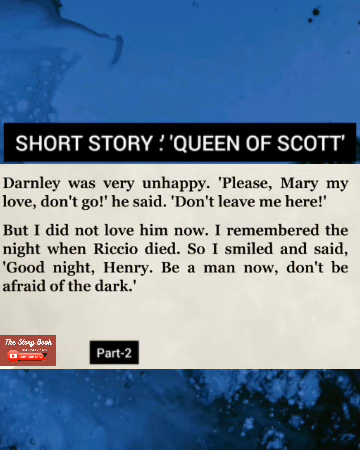 SHORT STORY : 'QUEEN OF SCOTT'
Darnley was very unhappy. 'Please, Mary my
love, don't go!' he said. 'Don't leave me here!'
But I did not love him now. I remembered the
night when Riccio died. So I smiled and said,
'Good night, Henry. Be a man now, don't be
afraid of the dark.'
The Story Book
Part-2